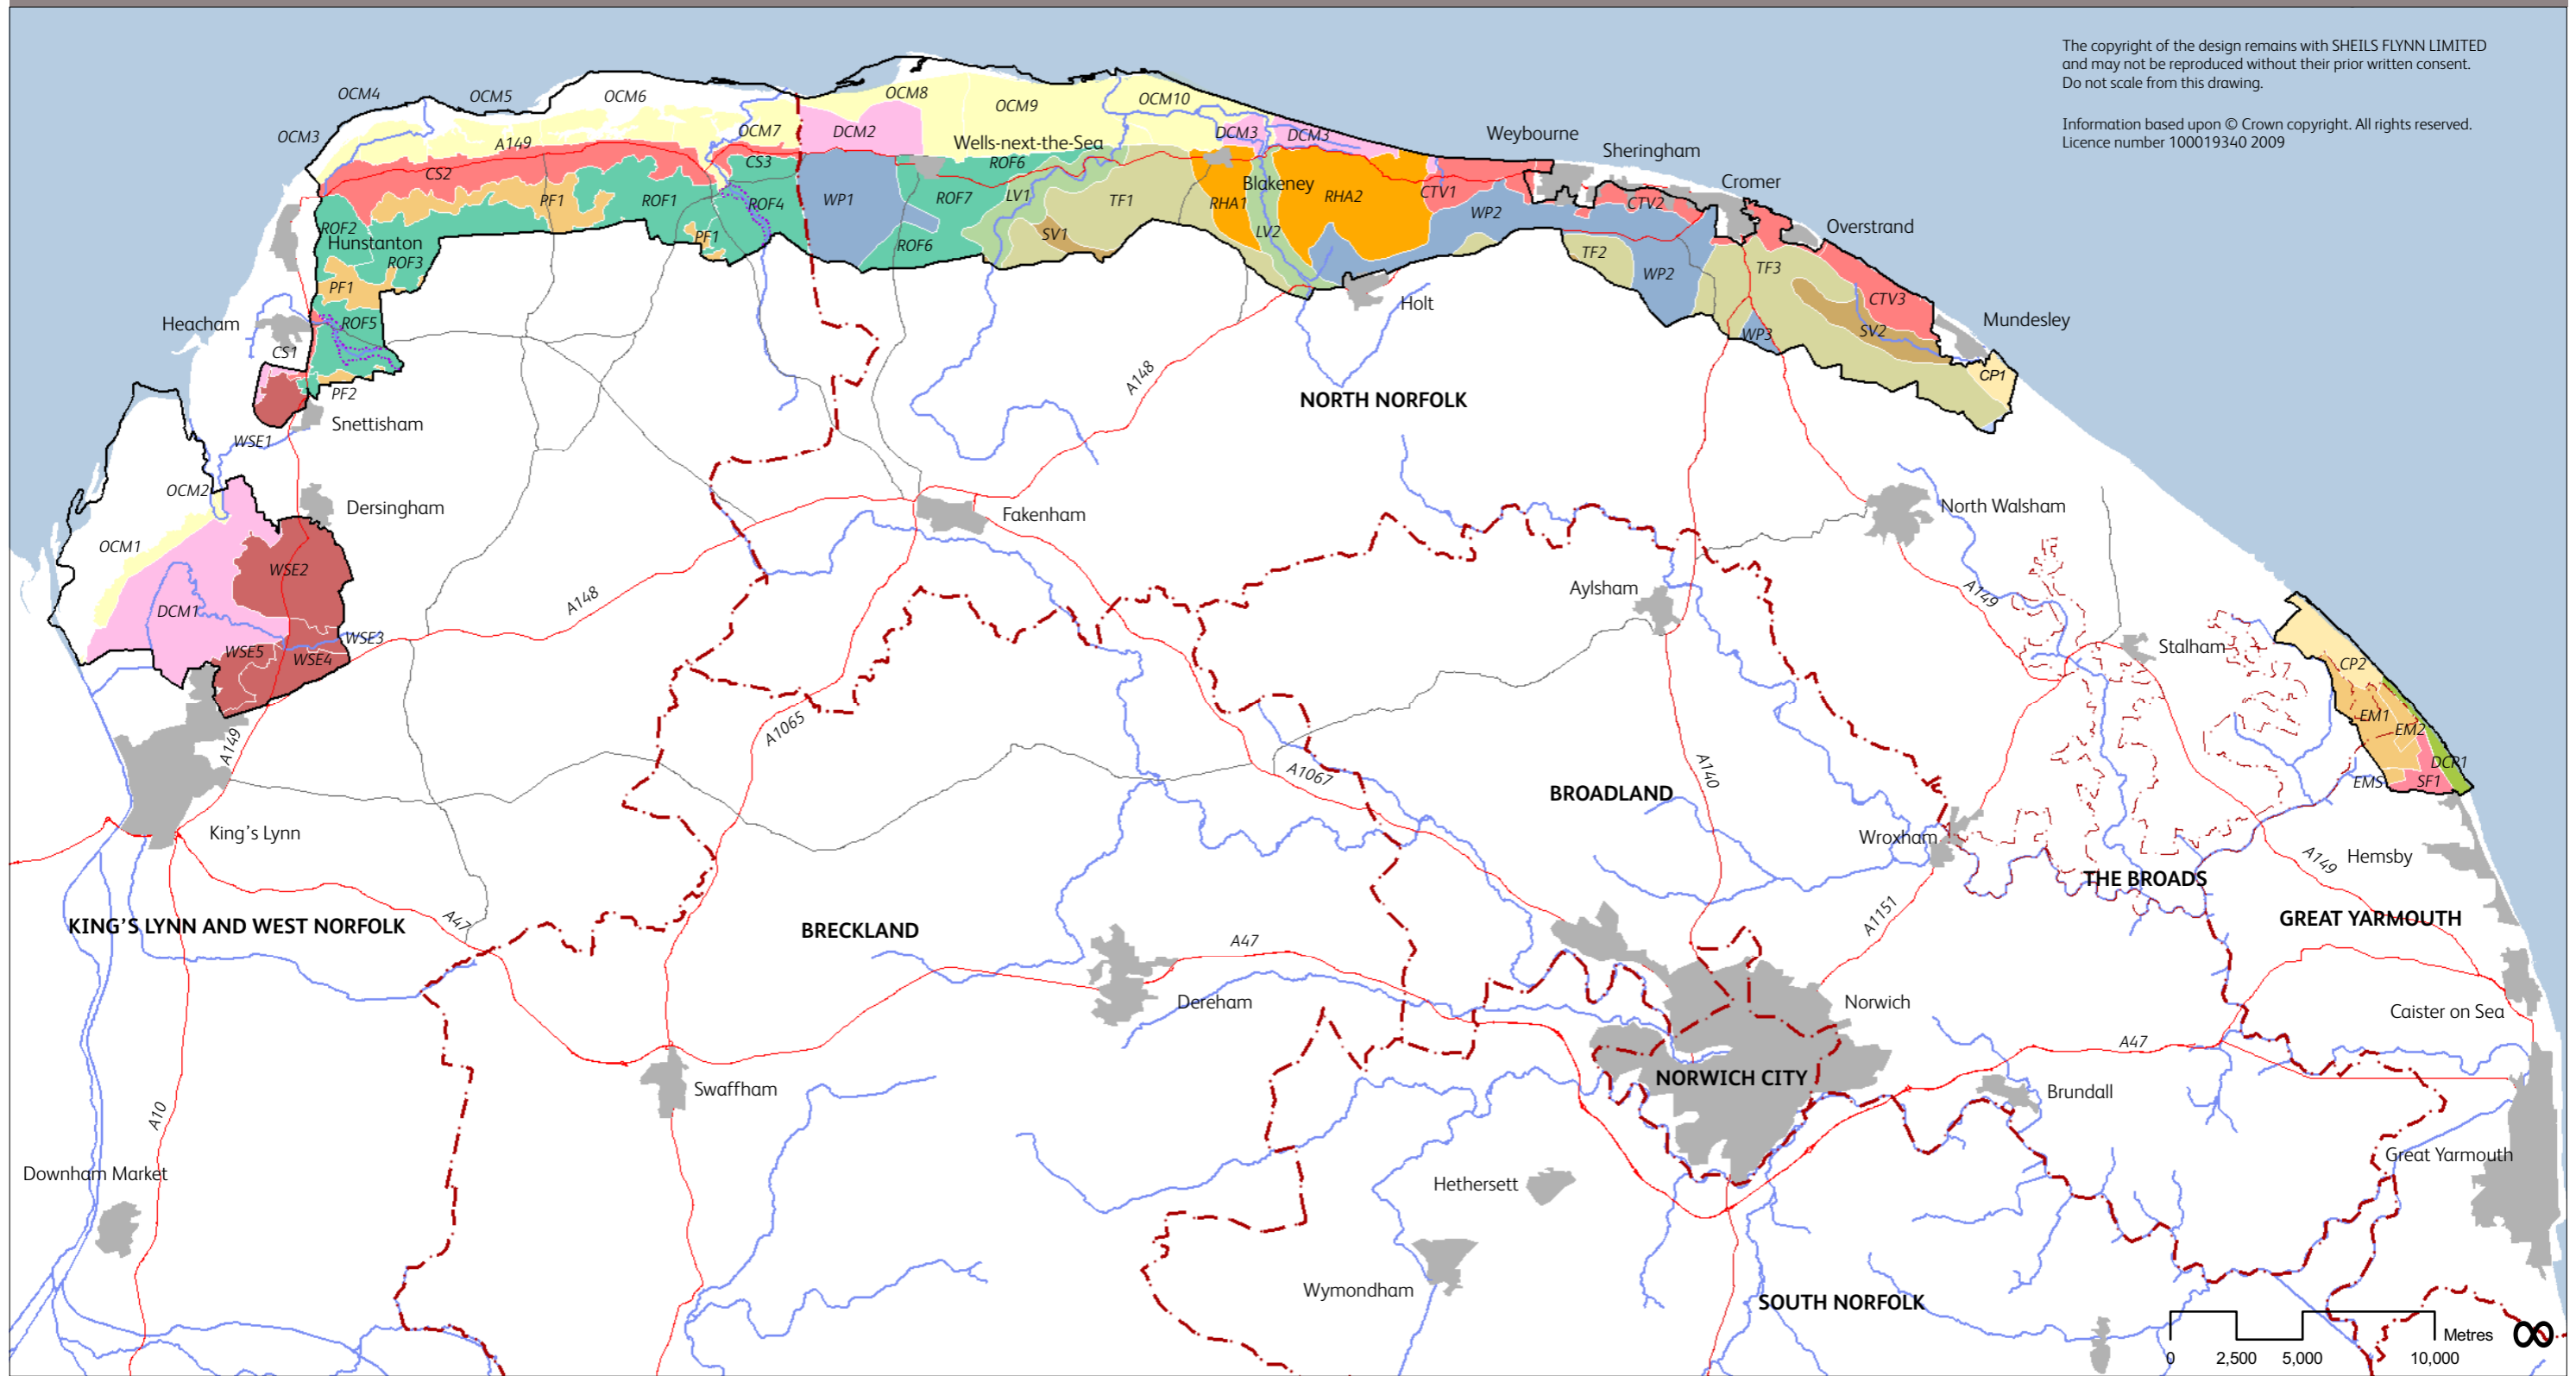 The copyright of the design remains with SHEILS FLYNN LIMITED
and may not be reproduced without their prior written consent.
Do not scale from this drawing.
Information based upon © Crown copyright. All rights reserved.
Licence number 100019340 2009
OCM4
OCM5
OCM6
OCM8
OCM9
OCM10
OCM3
A149
OCM7
DCM2
Wells-next-the-Sea
DCM3
DCM3
Weybourne
Sheringham
Cromer
CS2
CS3
ROF6
PF1
ROF1
ROF4
WP1
ROF7
LV1
TF1
RHA1
Blakeney
RHA2
CTV1
WP2
CTV2
Overstrand
ROF2
Hunstanton
ROF3
PF1
ROF6
SV1
LV2
TF2
WP2
TF3
PF1
CTV3
Holt
Heacham
ROF5
WP3
SV2
Mundesley
CS1
PF2
CP1
A148
NORTH NORFOLK
Snettisham
WSE1
OCM2
Dersingham
Fakenham
North Walsham
OCM1
WSE2
A148
Aylsham
A149
DCM1
WSE3
WSE5
WSE4
Stalham
CP2
A149
A1065
EM1
EM2
A1067
A140
DCP1
EMS
SF1
BROADLAND
King's Lynn
Wroxham
A149
Hemsby
THE BROADS
KING'S LYNN AND WEST NORFOLK
A47
BRECKLAND
A1151
GREAT YARMOUTH
A47
Dereham
Norwich
Caister on Sea
A47
Swaffham
NORWICH CITY
Brundall
A10
Downham Market
Hethersett
Great Yarmouth
Wymondham
SOUTH NORFOLK
Metres
0
2,500
5,000
10,000